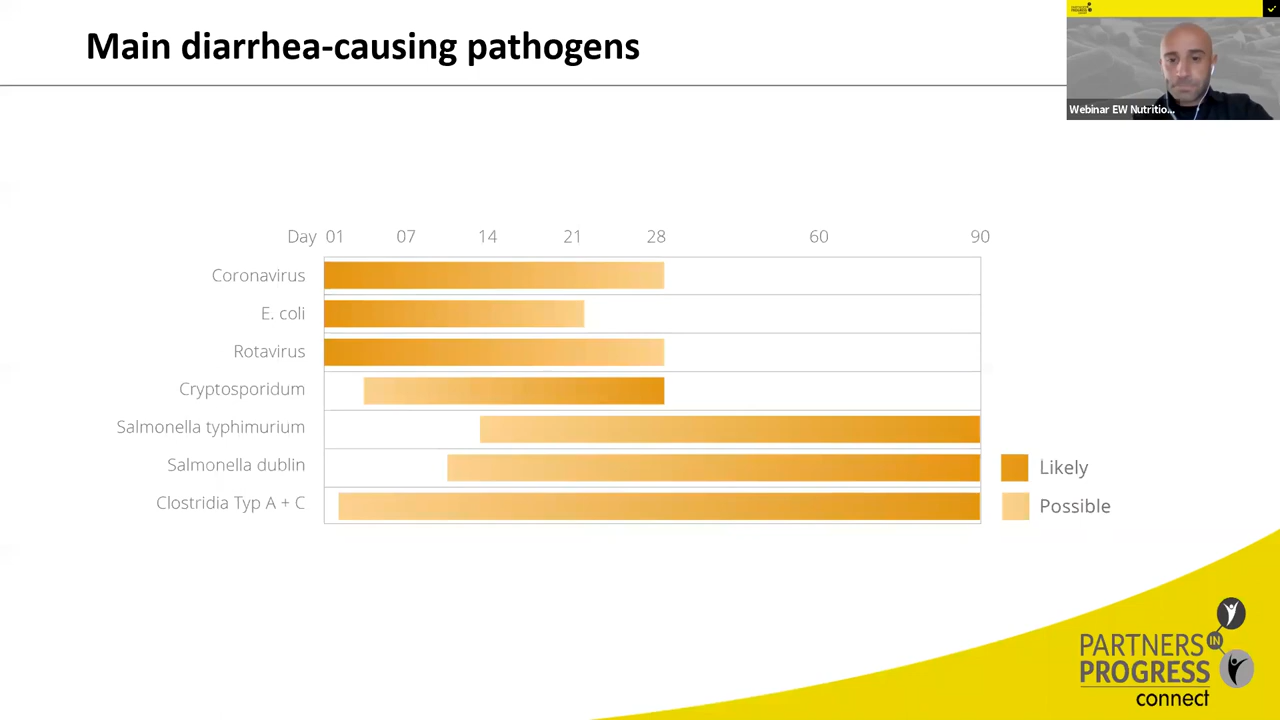 Main diarrhea-causing pathogens
Webinar EW Nutritio...
Day 01 07 14 21 28 60 90
Coronavirus
E. coli
Rotavirus
Cryptosporidum
Salmonella typhimurium
Salmonella dublin
Clostridia Typ A + C
Likely
Possible
PARTNERS IN
PROGRESS
connect